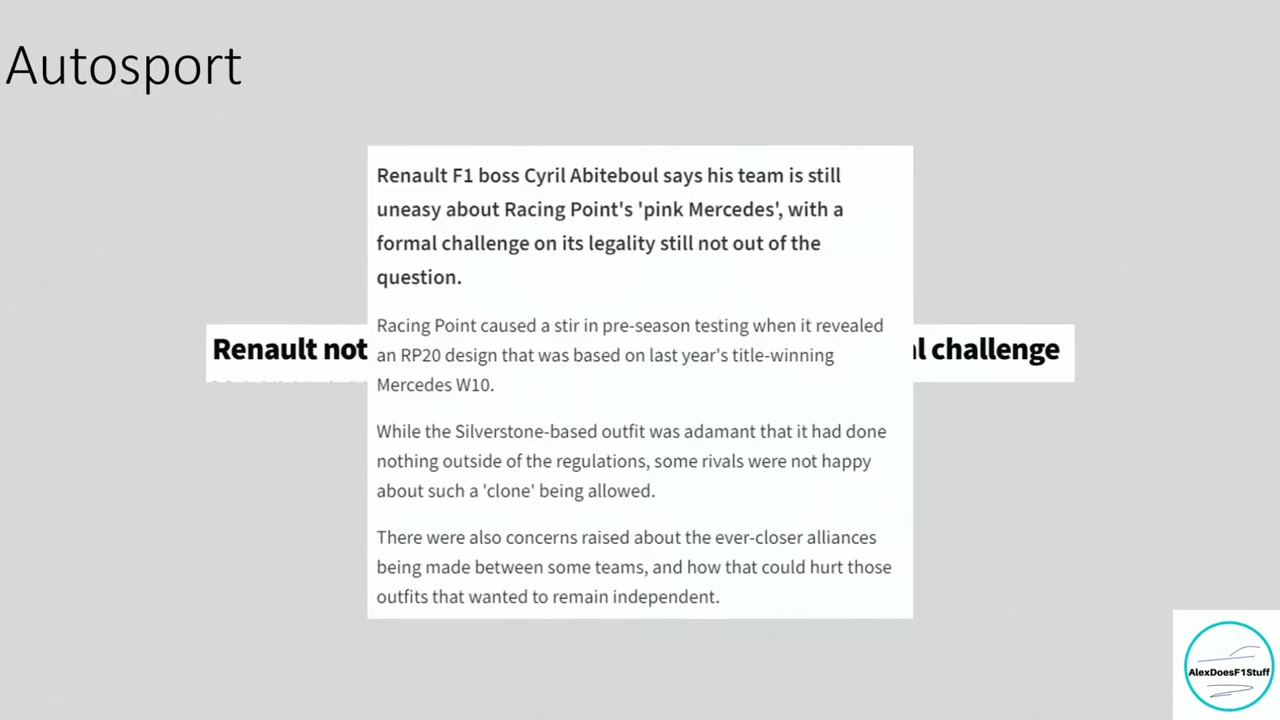 Autosport
Renault F1 boss Cyril Abiteboul says his team is still
uneasy about Racing Point's 'pink Mercedes', with a
formal challenge on its legality still not out of the
question.
Racing Point caused a stir in pre-season testing when it revealed
Renault not
an RP20 design that was based on last year's title-winning
challenge
Mercedes W10.
While the Silverstone-based outfit was adamant that it had done
nothing outside of the regulations, some rivals were not happy
about such a 'clone' being allowed.
There were also concerns raised about the ever-closer alliances
being made between some teams, and how that could hurt those
outfits that wanted to remain independent.
AlexDoesF1Stuff